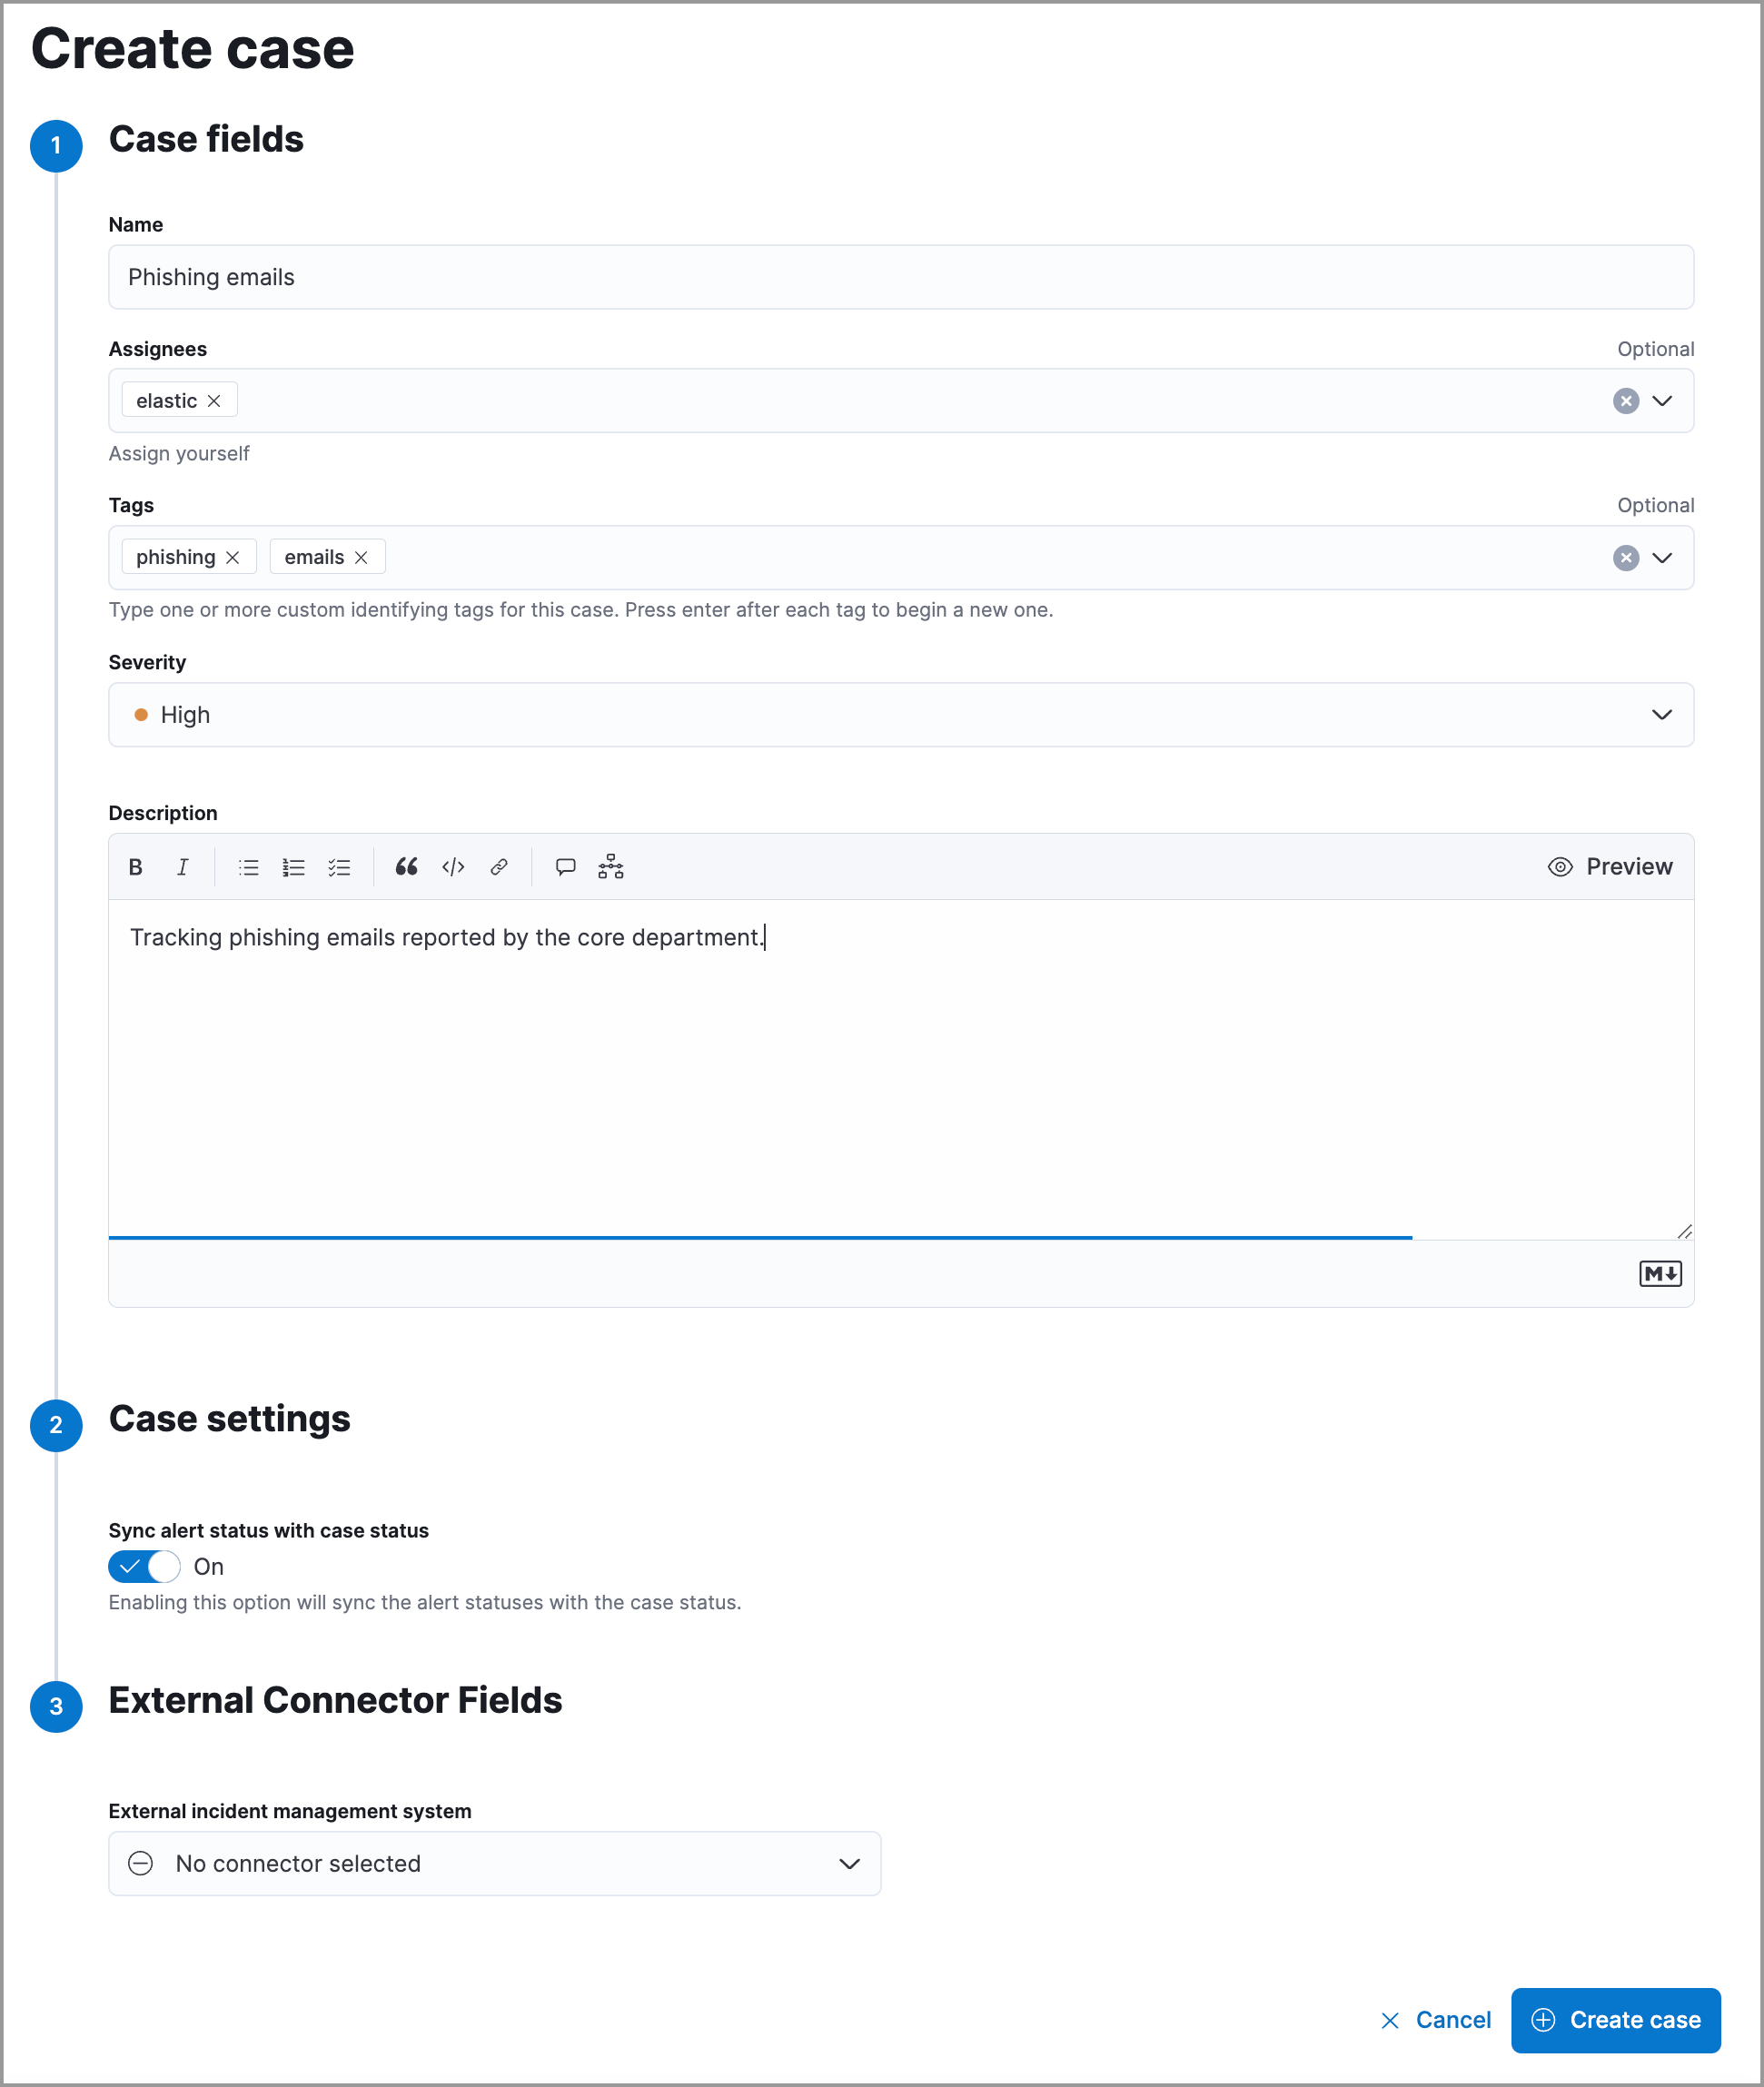 Create case
1 Case fields
Name
Phishing emails
Assignees Optional
elastic
Assign yourself
Tags Optional
phishing emails
Type one or more custom identifying tags for this case. Press enter after each tag to begin a new one.
Severity
High
Description
B I Preview
Tracking phishing emails reported by the core department.
M
2 Case settings
Sync alert status with case status
On
Enabling this option will sync the alert statuses with the case status.
3 External Connector Fields
External incident management system
No connector selected
Cancel Create case